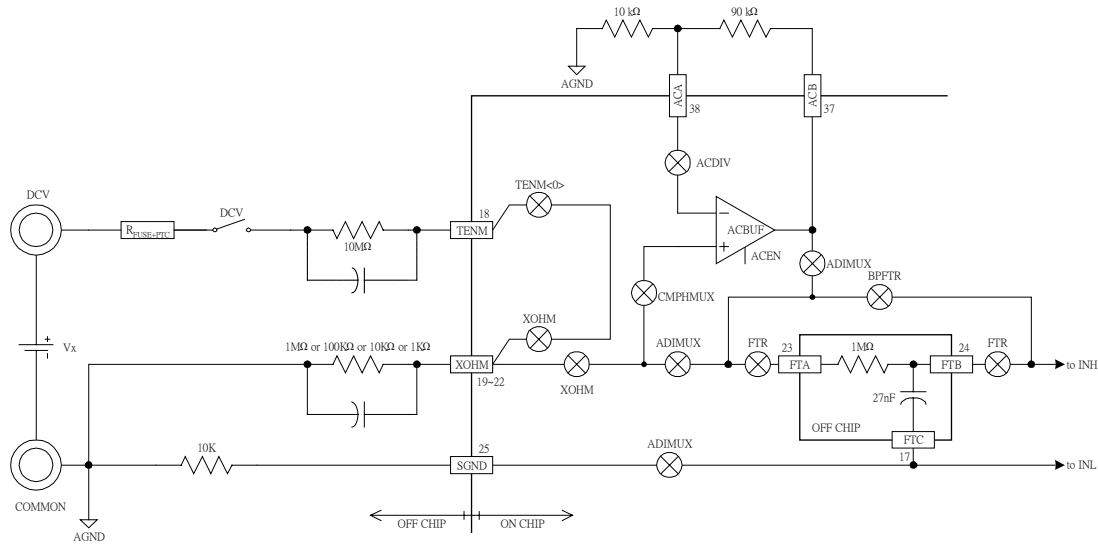 10 kΩ
90 kΩ
AGND
ACA
38
ACB
37
ACDIV
TENM<0>
DCV
DCV
18
R FUSE+PTC
TENM
10MΩ
ACBUF
ACEN
ADIMUX
BPFTR
CMPHMUX
XOHM
Vx
1MΩ or 100KΩ or 10KΩ or 1KΩ
XOHM
19~22
XOHM
ADIMUX
FTR
23
FTA
1MΩ
24
FTB
FTR
to INH
27nF
OFF CHIP
FTC
17
10K
25
SGND
ADIMUX
to INL
COMMON
AGND
OFF CHIP
ON CHIP